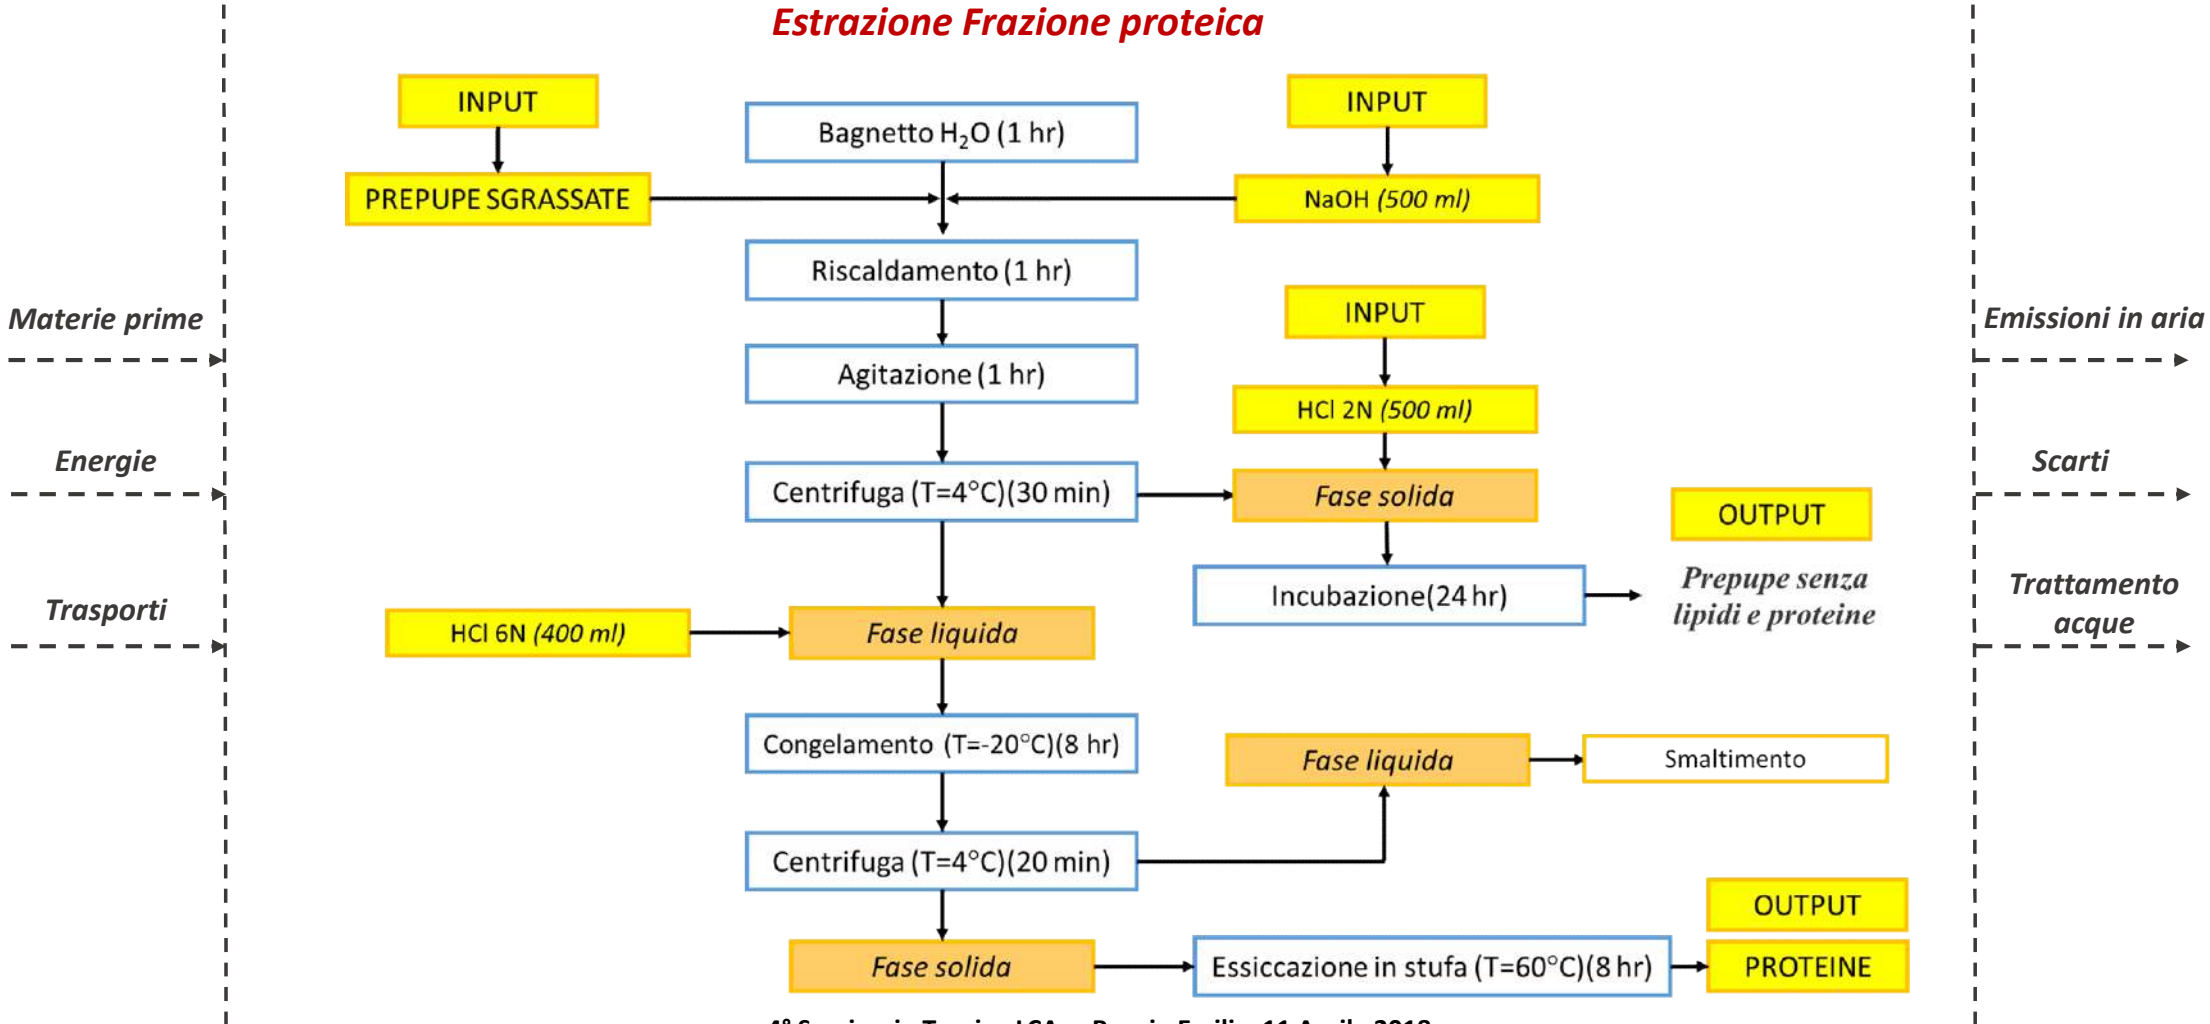 Estrazione Frazione proteica
INPUT
INPUT
Bagnetto H₂O (1 hr)
PREPUPE SGRASSATE
NaOH (500 ml)
Riscaldamento (1 hr)
Materie prime
INPUT
Emissioni in aria
Agitazione (1 hr)
HCl 2N (500 ml)
Energie
Scarti
Centrifuga (T=4°C)(30 min)
Fase solida
OUTPUT
Prepupe senza
lipidi e proteine
Incubazione(24 hr)
Trasporti
Trattamento
acque
HCl 6N (400 ml)
Fase liquida
Congelamento (T=-20°C)(8 hr)
Fase liquida
Smaltimento
Centrifuga (T=4°C)(20 min)
OUTPUT
Fase solida
Essiccazione in stufa (T=60°C)(8 hr)
PROTEINE